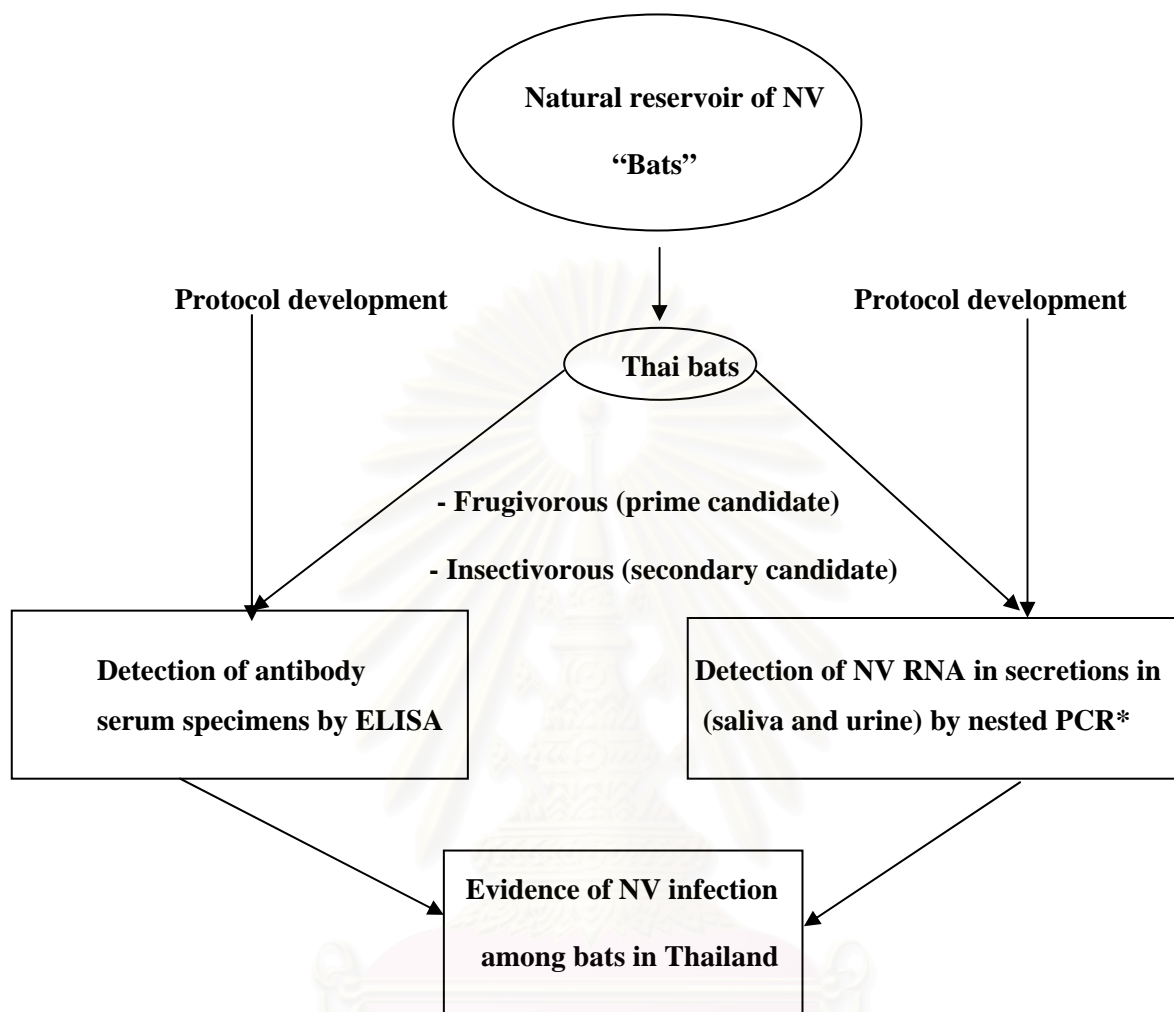 Natural reservoir of NV
“Bats”
Protocol development
Protocol development
Thai bats
- Frugivorous (prime candidate)
- Insectivorous (secondary candidate)
Detection of antibody
serum specimens by ELISA
Detection of NV RNA in secretions in
(saliva and urine) by nested PCR*
Evidence of NV infection
among bats in Thailand